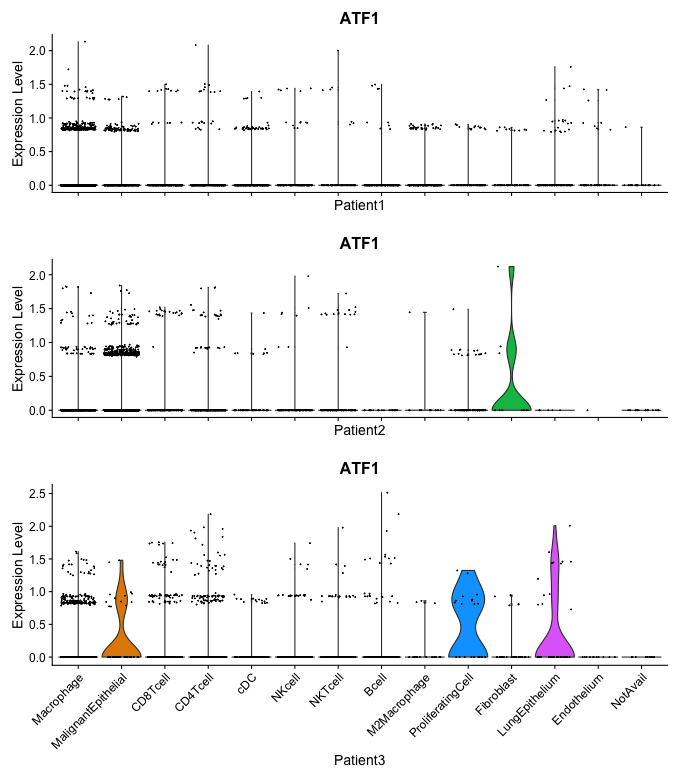 ATF1
Expression Level
2.0
1.5
1.0
0.5
0.0
Patient1
ATF1
Expression Level
2.0
1.5
1.0
0.5
0.0
Patient2
ATF1
Expression Level
2.5
2.0
1.5
1.0
0.5
0.0
Macrophage
MalignantEpithelial
CD8Tcell
CD4Tcell
cDC
NKcell
NKTcell
Bcell
M2Macrophage
ProliferatingCell
Fibroblast
LungEpithelium
Endothelium
NotAvail
Patient3